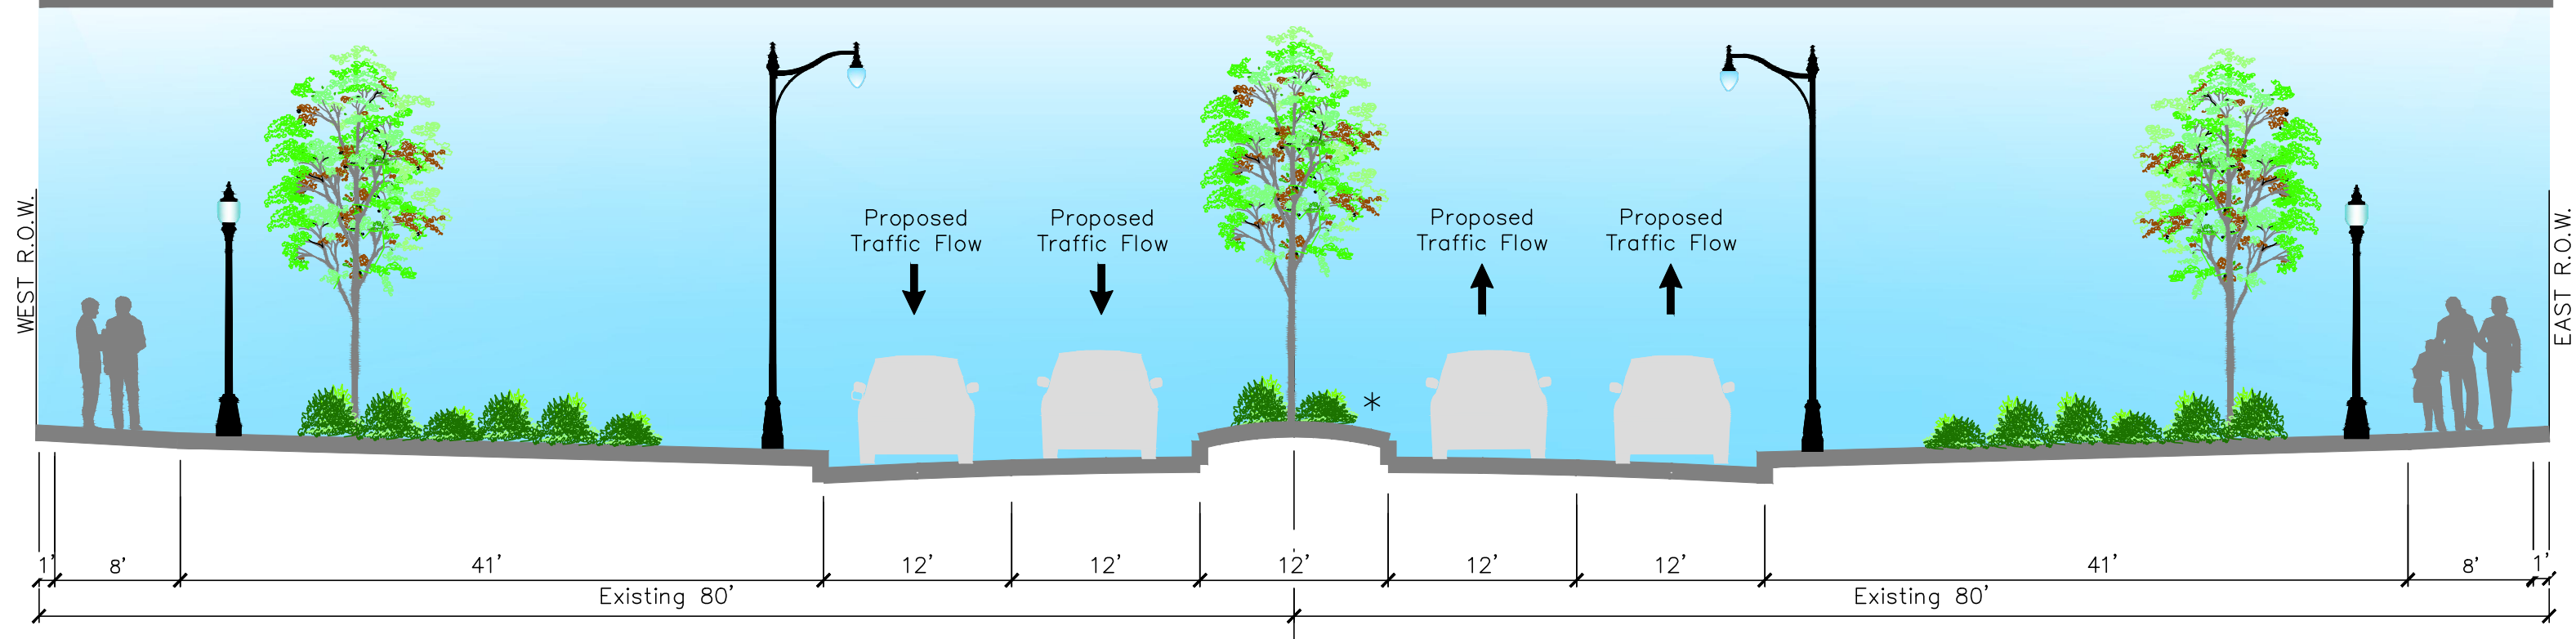 WEST R.O.W.
Proposed
Traffic Flow
Proposed
Traffic Flow
Proposed
Traffic Flow
Proposed
Traffic Flow
*
EAST R.O.W.
1' 8' 41' 12' 12' 12' 12' 12' 41' 8' 1'
Existing 80' Existing 80'